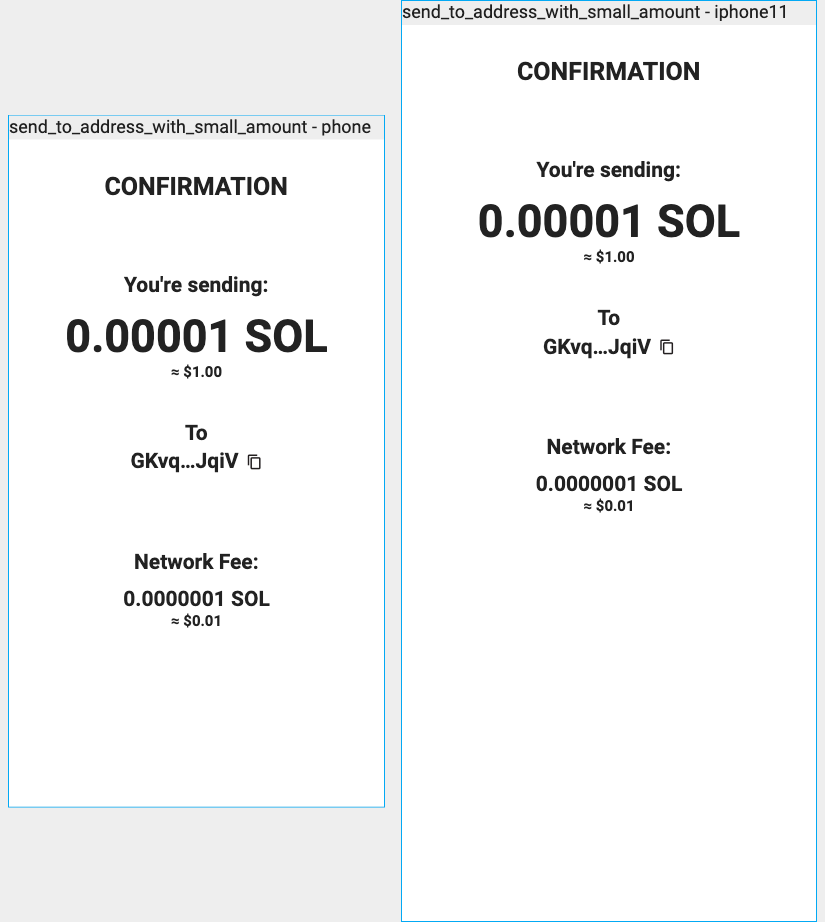 send_to_address_with_small_amount - phone
CONFIRMATION
You're sending:
0.00001 SOL
≈ $1.00
To
GKvq...JqiV
Network Fee:
0.0000001 SOL
≈ $0.01
send_to_address_with_small_amount - iphone11
CONFIRMATION
You're sending:
0.00001 SOL
≈ $1.00
To
GKvq...JqiV
Network Fee:
0.0000001 SOL
≈ $0.01